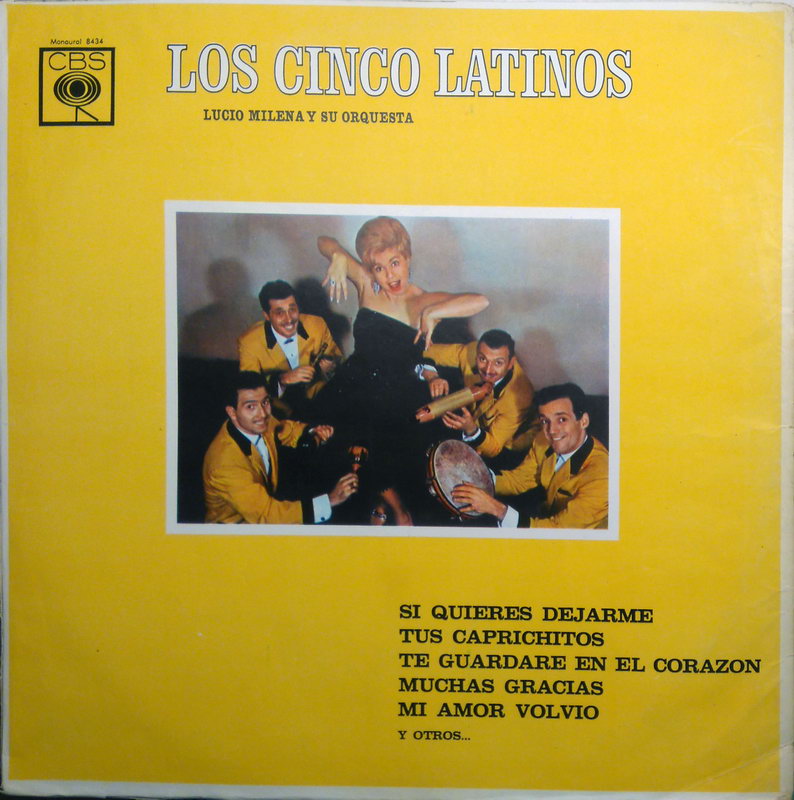 Monaural 8434
CBS
LOS CINCO LATINOS
LUCIO MILENA Y SU ORQUESTA
SI QUIERES DEJARME
TUS CAPRICHITOS
TE GUARDARE EN EL CORAZON
MUCHAS GRACIAS
MI AMOR VOLVIO
Y OTROS...